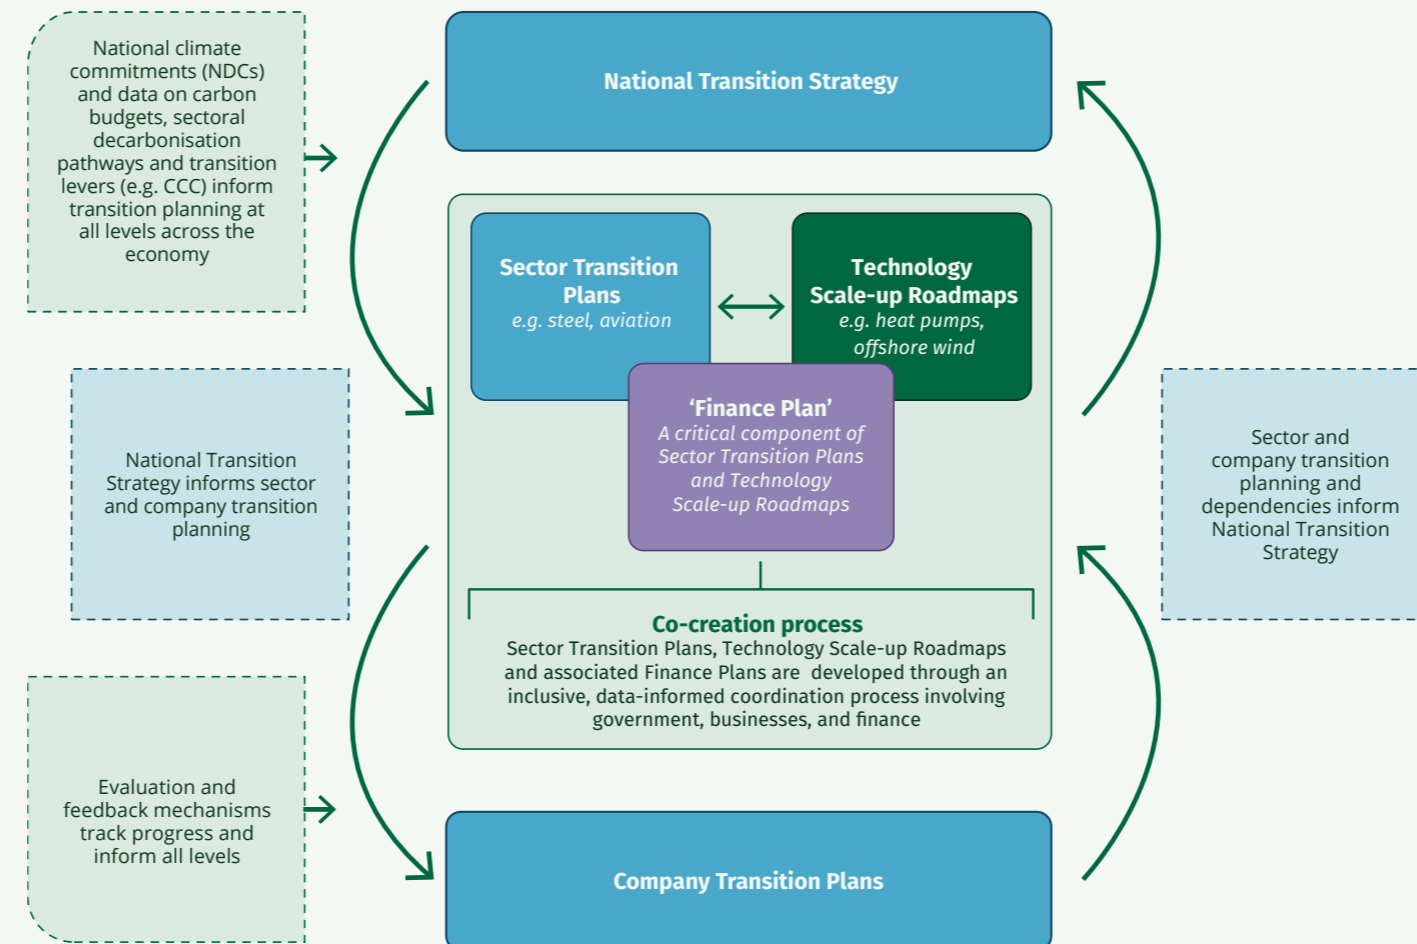 National climate
commitments (NDCs)
and data on carbon
budgets, sectoral
decarbonisation
pathways and transition
levers (e.g. CCC) inform
transition planning at
all levels across the
economy
National Transition Strategy
Sector Transition
Plans
e.g. steel, aviation
Technology
Scale-up Roadmaps
e.g. heat pumps,
offshore wind
‘Finance Plan’
A critical component of
Sector Transition Plans
and Technology
Scale-up Roadmaps
National Transition
Strategy informs sector
and company transition
planning
Sector and
company transition
planning and
dependencies inform
National Transition
Strategy
Co-creation process
Sector Transition Plans, Technology Scale-up Roadmaps
and associated Finance Plans are developed through an
inclusive, data-informed coordination process involving
government, businesses, and finance
Evaluation and
feedback mechanisms
track progress and
inform all levels
Company Transition Plans